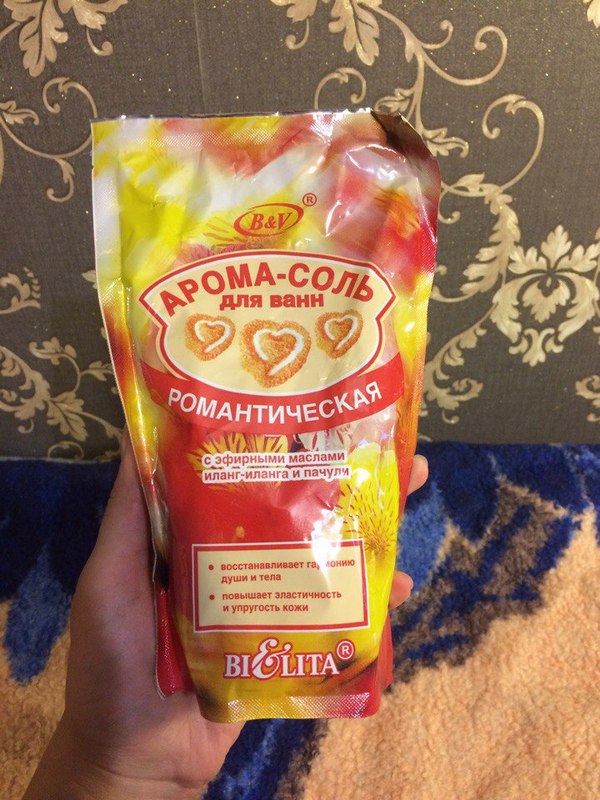 B&V®
АРОМА-СОЛЬ
для ванн
РОМАНТИЧЕСКАЯ
с эфирными маслами
иланг-иланга и пачули
• восстанавливает гармонию
души и тела
• повышает эластичность
и упругость кожи
BIELITA®